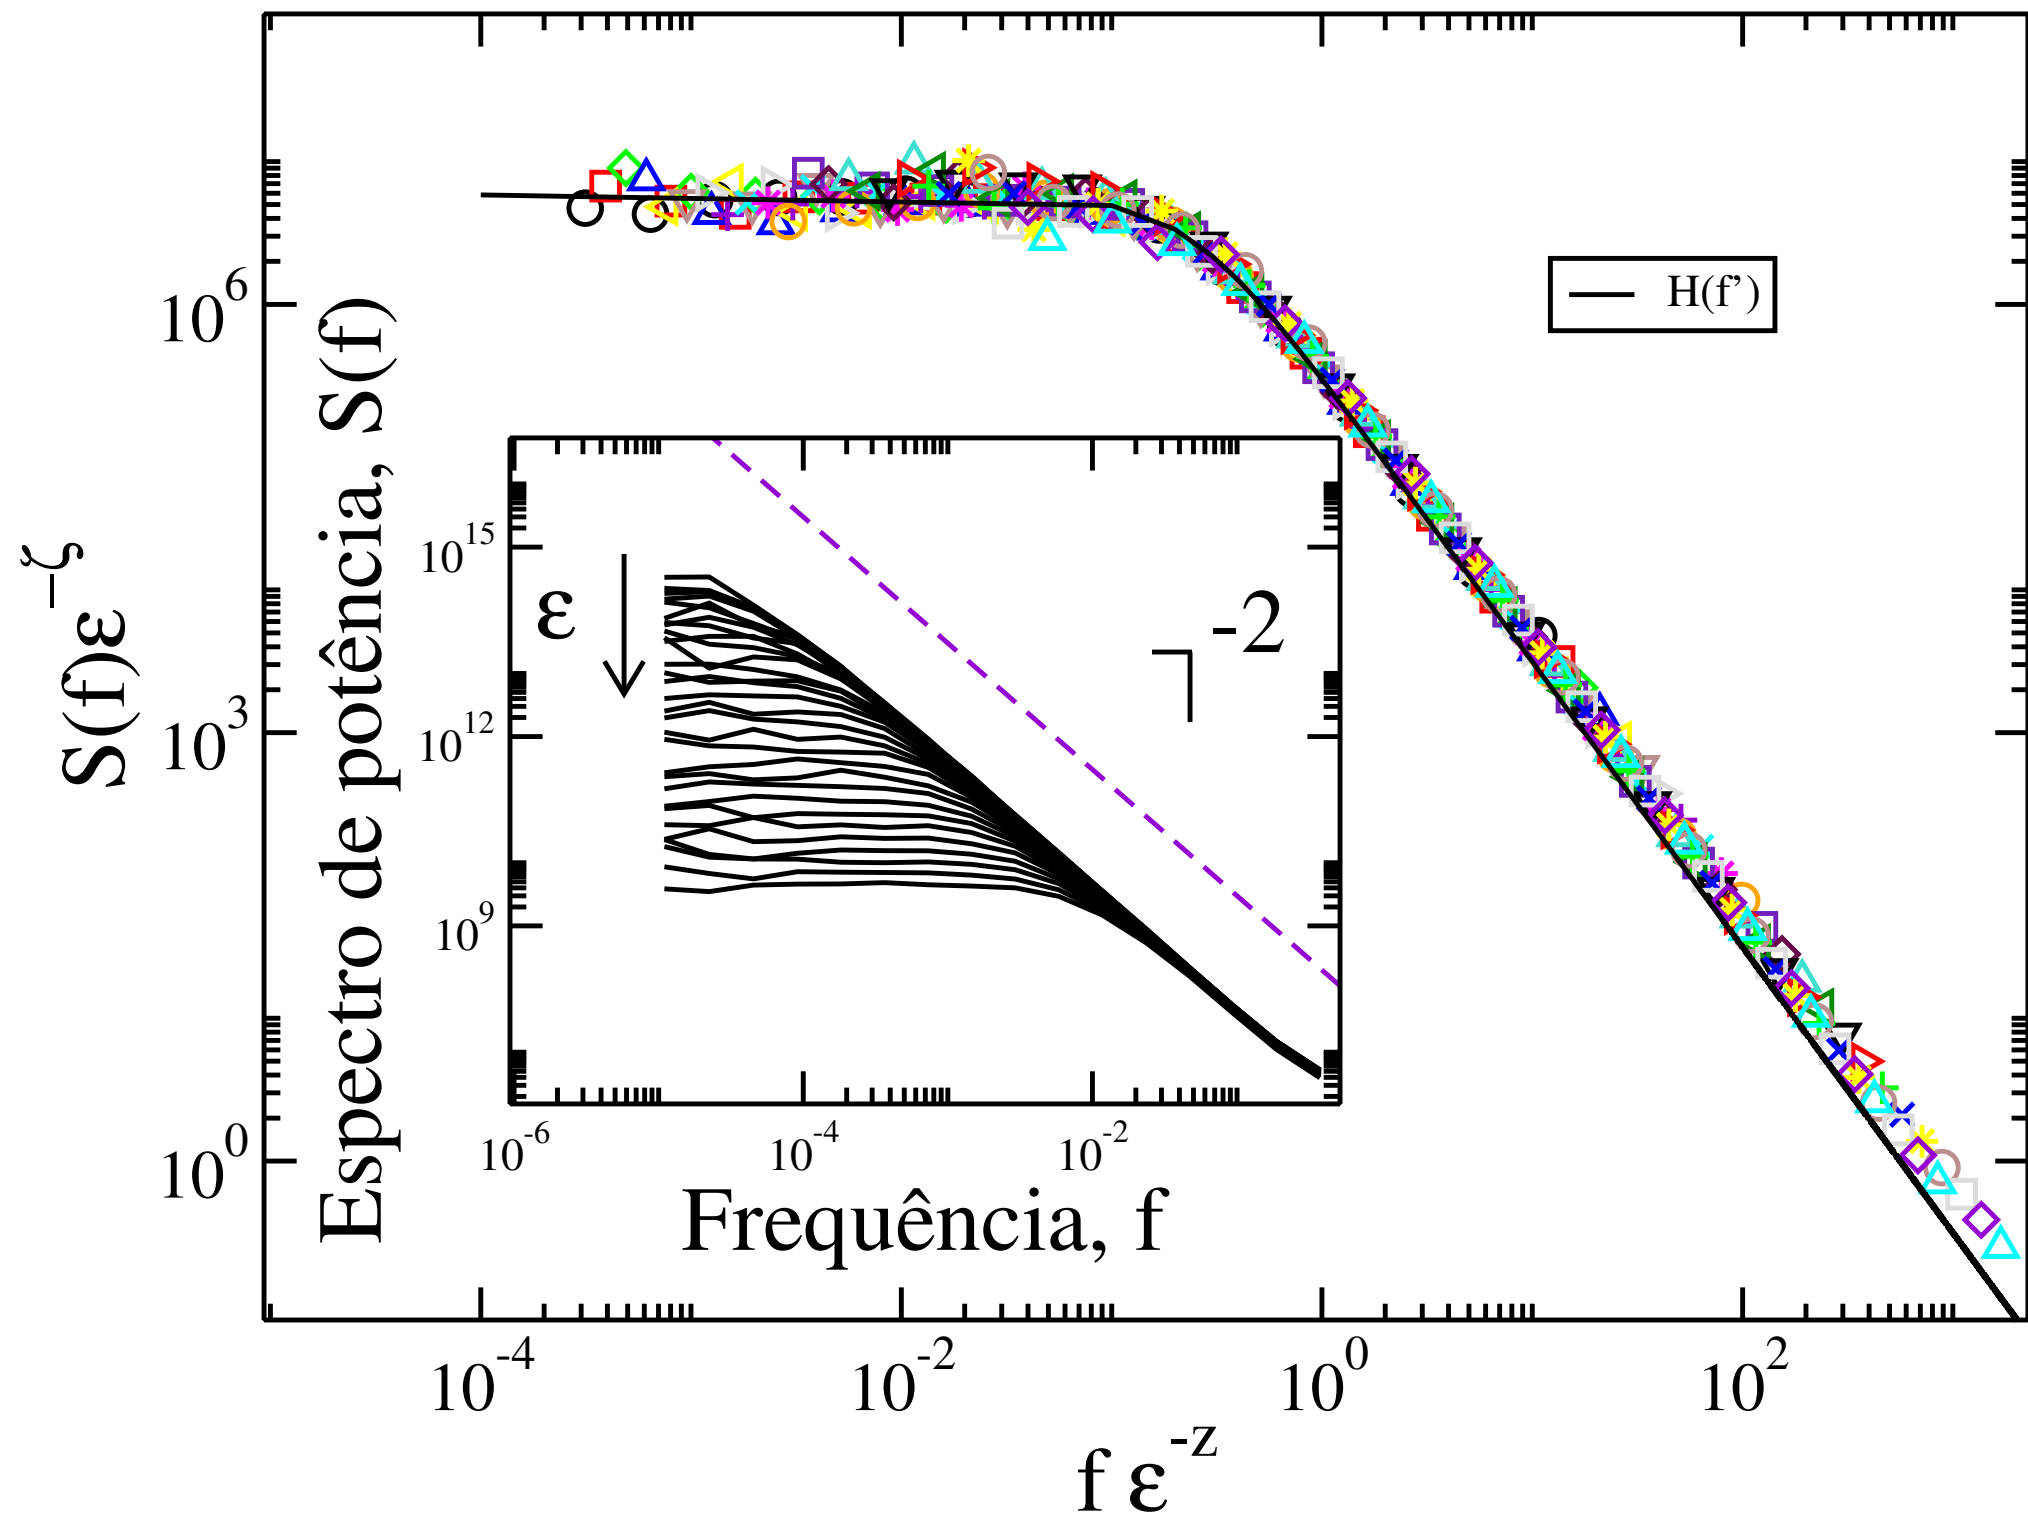 S(f)ε^-ζ
10^6
10^3
10^0
10^-4
10^-2
10^0
10^2
f ε^-z
H(f')
Espectro de potência, S(f)
10^15
10^12
10^9
10^-6
10^-4
10^-2
Frequência, f
ε
-2